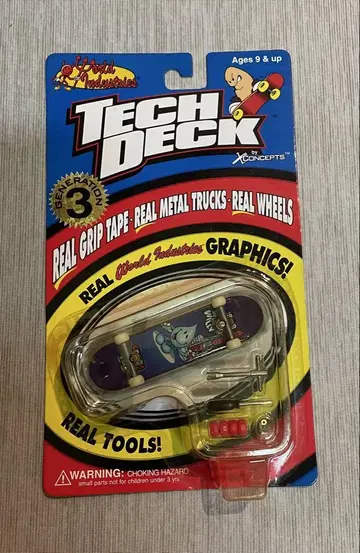 World
Industries
Ages 9 & up
TECH
DECK
by
XCONCEPTS™
GENERATION
3
REAL GRIP TAPE · REAL METAL TRUCKS · REAL WHEELS
REAL World Industries GRAPHICS!
REAL TOOLS!
WARNING: CHOKING HAZARD
small parts not for children under 3 yrs.